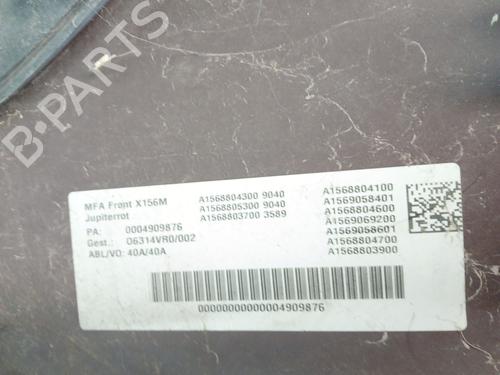 B-PARTS
MFA Front X156M
Jupiterrot
PA: 0004909876
Gest.: 06314VR0/002
ABL/VO: 40A/40A
A1568804300 9040
A1568805300 9040
A1568803700 3589
A1568804100
A1569058401
A1568804600
A1569069200
A1569058601
A1568804700
A1568803900
00000000000004909876